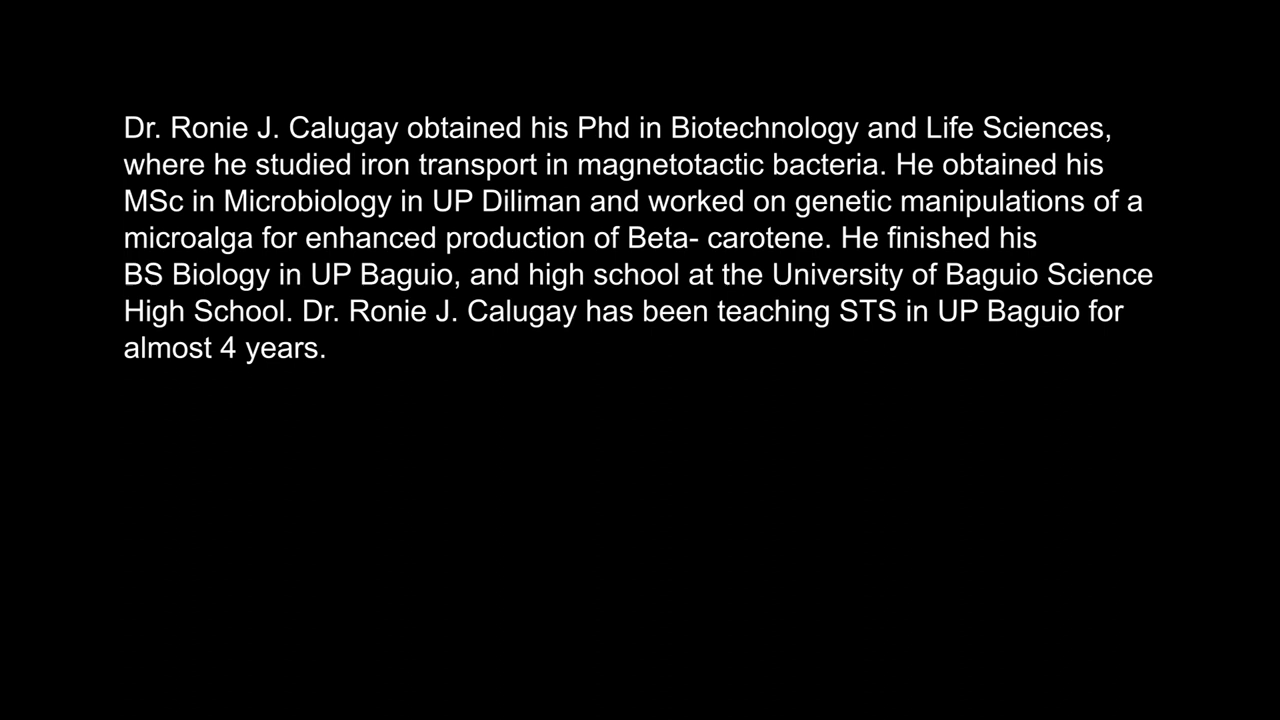 Dr. Ronie J. Calugay obtained his Phd in Biotechnology and Life Sciences,
where he studied iron transport in magnetotactic bacteria. He obtained his
MSc in Microbiology in UP Diliman and worked on genetic manipulations of a
microalga for enhanced production of Beta- carotene. He finished his
BS Biology in UP Baguio, and high school at the University of Baguio Science
High School. Dr. Ronie J. Calugay has been teaching STS in UP Baguio for
almost 4 years.